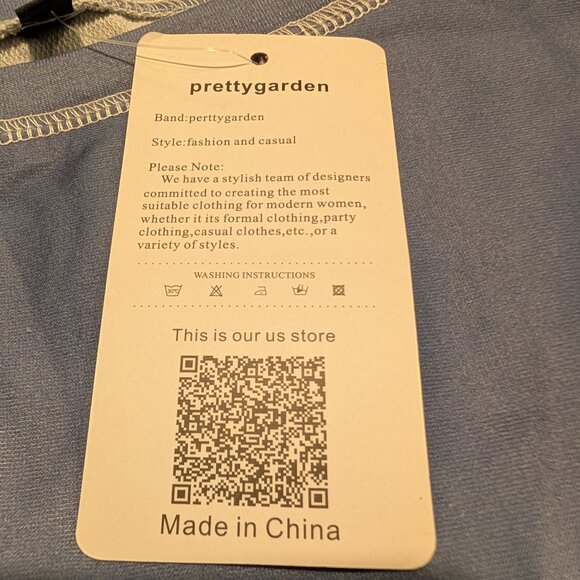 prettygarden
Band:perttygarden
Style:fashion and casual
Please Note:
We have a stylish team of designers
committed to creating the most
suitable clothing for modern women,
whether it its formal clothing,party
clothing,casual clothes,etc.,or a
variety of styles.
WASHING INSTRUCTIONS
30°C
This is our us store
Made in China